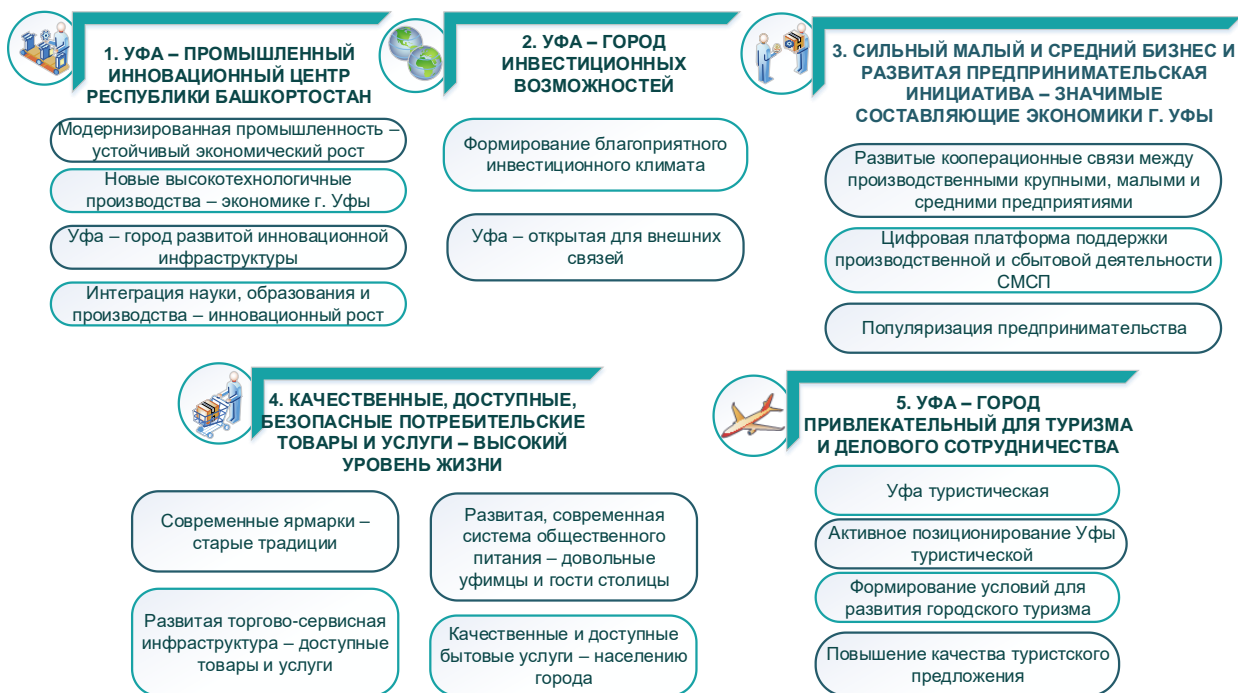 1. УФА – ПРОМЫШЛЕННЫЙ
ИННОВАЦИОННЫЙ ЦЕНТР
РЕСПУБЛИКИ БАШКОРТОСТАН
Модернизированная промышленность –
устойчивый экономический рост
Новые высокотехнологичные
производства – экономике г. Уфы
Уфа – город развитой инновационной
инфраструктуры
Интеграция науки, образования и
производства – инновационный рост
2. УФА – ГОРОД
ИНВЕСТИЦИОННЫХ
ВОЗМОЖНОСТЕЙ
Формирование благоприятного
инвестиционного климата
Уфа – открытая для внешних
связей
3. СИЛЬНЫЙ МАЛЫЙ И СРЕДНИЙ БИЗНЕС И
РАЗВИТАЯ ПРЕДПРИНИМАТЕЛЬСКАЯ
ИНИЦИАТИВА – ЗНАЧИМЫЕ
СОСТАВЛЯЮЩИЕ ЭКОНОМИКИ Г. УФЫ
Развитые кооперационные связи между
производственными крупными, малыми и
средними предприятиями
Цифровая платформа поддержки
производственной и сбытовой деятельности
СМСП
Популяризация предпринимательства
4. КАЧЕСТВЕННЫЕ, ДОСТУПНЫЕ,
БЕЗОПАСНЫЕ ПОТРЕБИТЕЛЬСКИЕ
ТОВАРЫ И УСЛУГИ – ВЫСОКИЙ
УРОВЕНЬ ЖИЗНИ
Современные ярмарки –
старые традиции
Развитая торгово-сервисная
инфраструктура – доступные
товары и услуги
Развитая, современная
система общественного
питания – довольные
уфимцы и гости столицы
Качественные и доступные
бытовые услуги – населению
города
5. УФА – ГОРОД
ПРИВЛЕКАТЕЛЬНЫЙ ДЛЯ ТУРИЗМА
И ДЕЛОВОГО СОТРУДНИЧЕСТВА
Уфа туристическая
Активное позиционирование Уфы
туристической
Формирование условий для
развития городского туризма
Повышение качества туристского
предложения